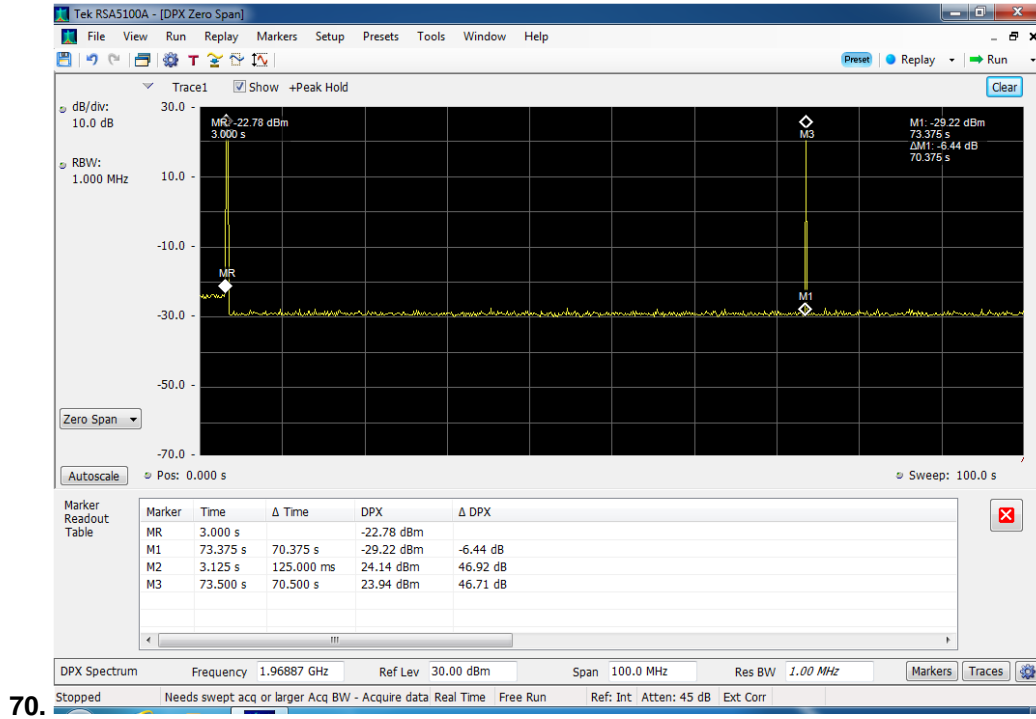 Tek RSA5100A - [DPX Zero Span]
File View Run Replay Markers Setup Presets Tools Window Help
Preset Replay Run
Trace1 Show +Peak Hold Clear
dB/div:
10.0 dB
RBW:
1.000 MHz
30.0 -
10.0 -
-10.0 -
-30.0 -
-50.0 -
-70.0 -
MR: -22.78 dBm
3.000 s
M3
M1: -29.22 dBm
73.375 s
ΔM1: -6.44 dB
70.375 s
MR
M1
Zero Span
Autoscale Pos: 0.000 s Sweep: 100.0 s
Marker
Readout
Table
Marker Time Δ Time DPX Δ DPX
MR 3.000 s -22.78 dBm
M1 73.375 s 70.375 s -29.22 dBm -6.44 dB
M2 3.125 s 125.000 ms 24.14 dBm 46.92 dB
M3 73.500 s 70.500 s 23.94 dBm 46.71 dB
DPX Spectrum Frequency 1.96887 GHz Ref Lev 30.00 dBm Span 100.0 MHz Res BW 1.00 MHz Markers Traces
Stopped Needs swept acq or larger Acq BW - Acquire data Real Time Free Run Ref: Int Atten: 45 dB Ext Corr
70.